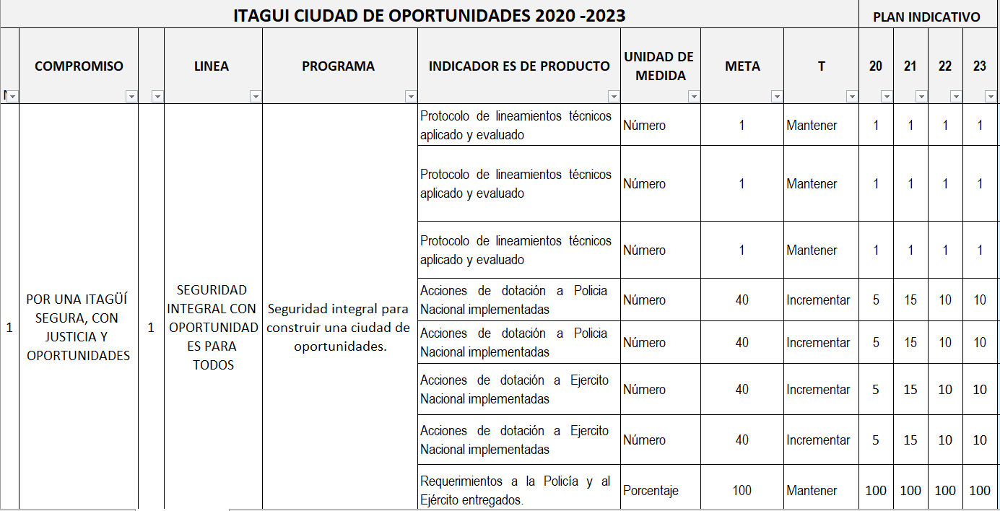 ITAGUI CIUDAD DE OPORTUNIDADES 2020 -2023 PLAN INDICATIVO
COMPROMISO LINEA PROGRAMA INDICADOR ES DE PRODUCTO UNIDAD DE MEDIDA META T 20 21 22 23
Protocolo de lineamientos técnicos
aplicado y evaluado
Número 1 Mantener 1 1 1 1
Protocolo de lineamientos técnicos
aplicado y evaluado
Número 1 Mantener 1 1 1 1
Protocolo de lineamientos técnicos
aplicado y evaluado
Número 1 Mantener 1 1 1 1
1
POR UNA ITAGÜÍ
SEGURA, CON
JUSTICIA Y
OPORTUNIDADES
1
SEGURIDAD
INTEGRAL CON
OPORTUNIDAD
ES PARA
TODOS
Seguridad integral para
construir una ciudad de
oportunidades.
Acciones de dotación a Policia
Nacional implementadas
Número 40 Incrementar 5 15 10 10
Acciones de dotación a Policia
Nacional implementadas
Número 40 Incrementar 5 15 10 10
Acciones de dotación a Ejercito
Nacional implementadas
Número 40 Incrementar 5 15 10 10
Acciones de dotación a Ejercito
Nacional implementadas
Número 40 Incrementar 5 15 10 10
Requerimientos a la Policía y al
Ejército entregados.
Porcentaje 100 Mantener 100 100 100 100